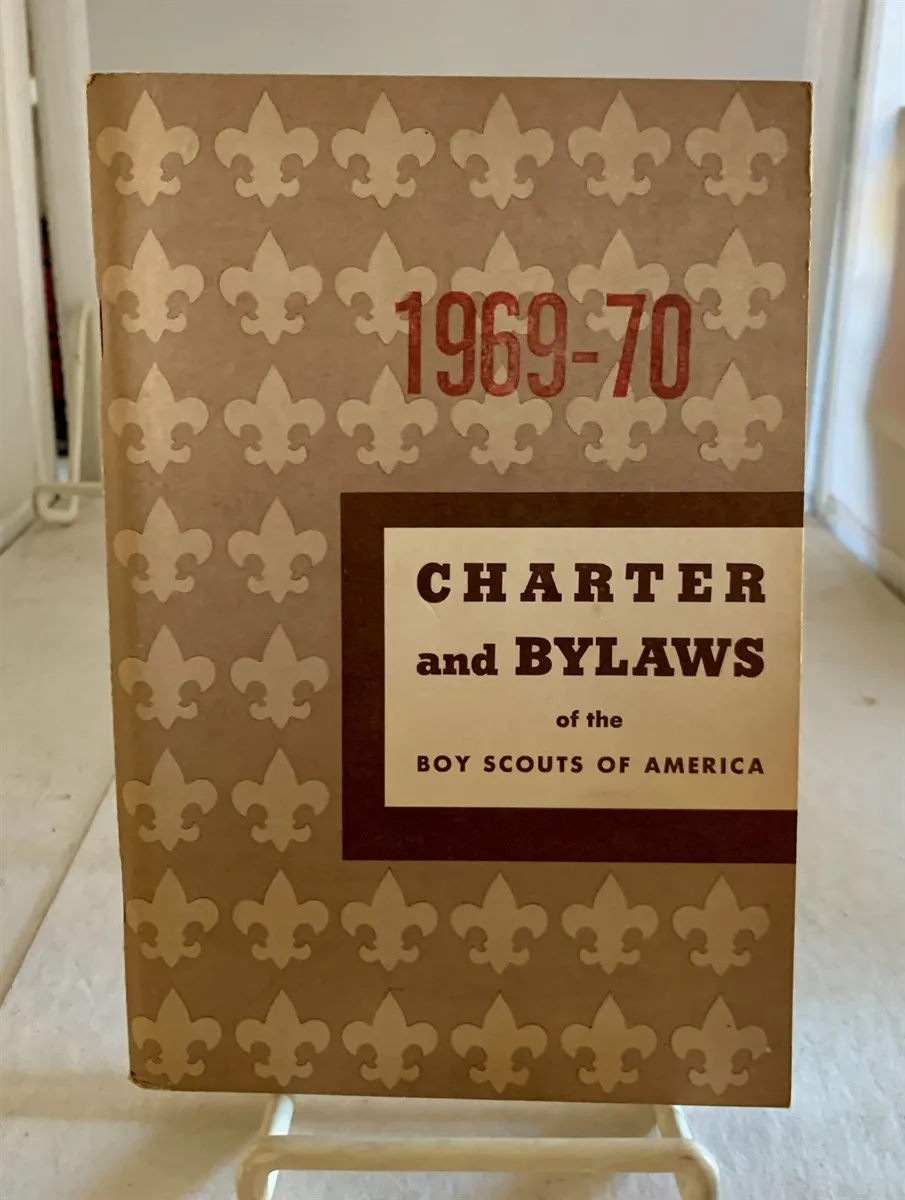 1969-70
CHARTER
and BYLAWS
of the
BOY SCOUTS OF AMERICA